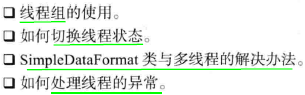 ❑ 线程组的使用。
❑ 如何切换线程状态。
❑ SimpleDataFormat 类与多线程的解决办法。
❑ 如何处理线程的异常。